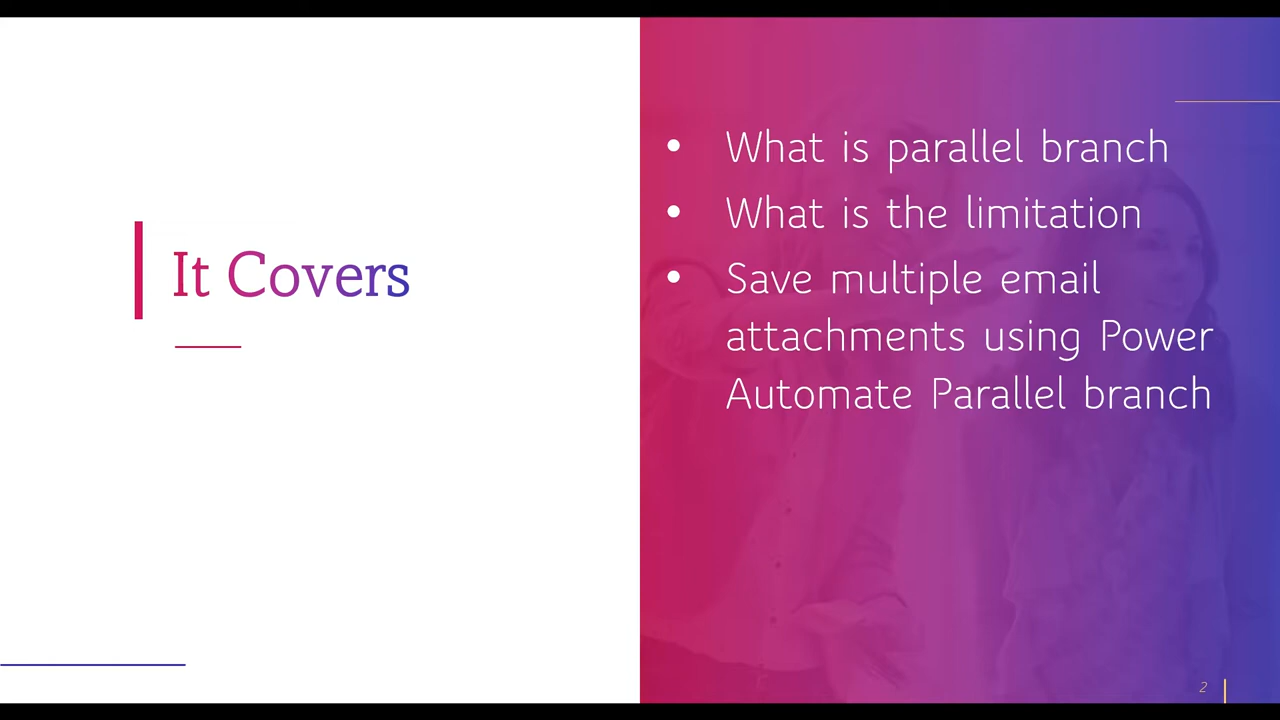 It Covers
• What is parallel branch
• What is the limitation
• Save multiple email
attachments using Power
Automate Parallel branch
2